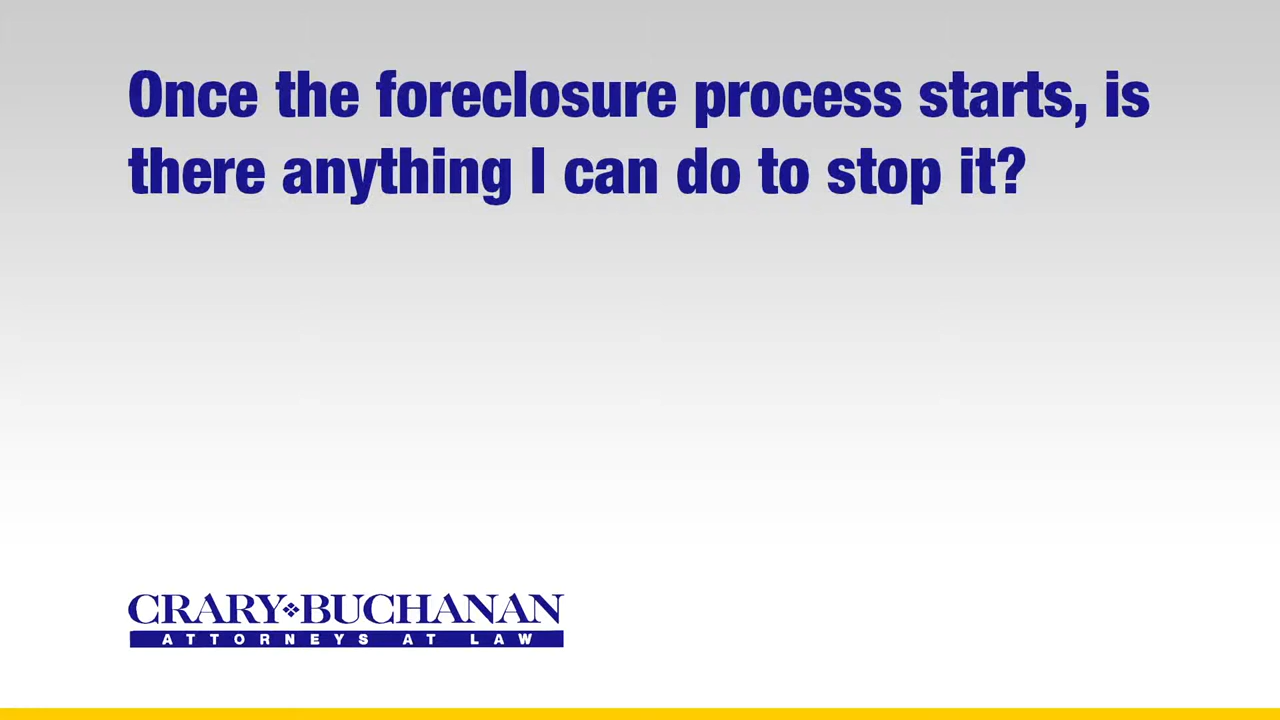 Once the foreclosure process starts, is
there anything I can do to stop it?
CRARY BUCHANAN
ATTORNEYS AT LAW